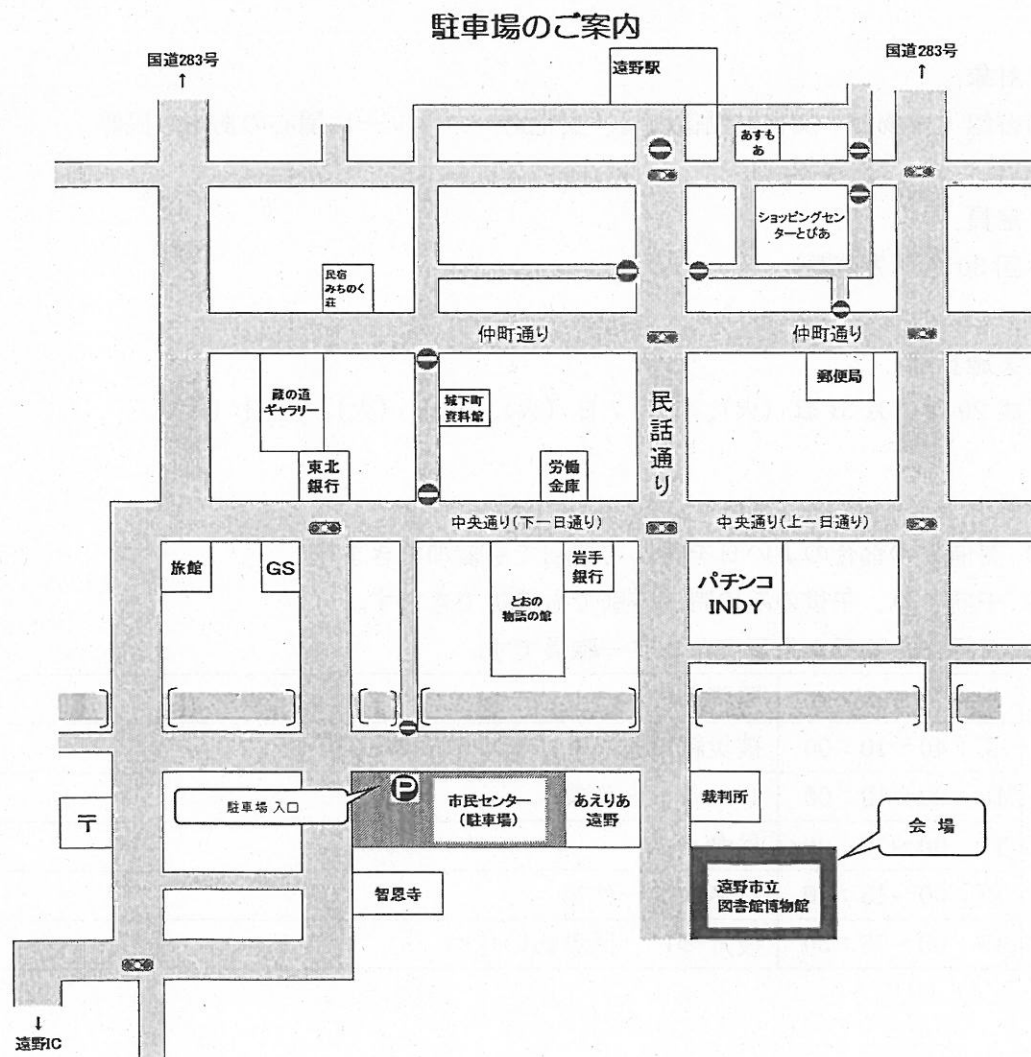 駐車場のご案内
国道283号
↑
遠野駅
国道283号
↑
あすも
あ
ショッピングセン
ターとぴあ
民宿
みちのく
荘
仲町通り
仲町通り
蔵の道
ギャラリー
城下町
資料館
郵便局
民話通り
東北
銀行
労働
金庫
中央通り(下一日通り)
中央通り(上一日通り)
旅館
GS
岩手
銀行
とおの
物語の館
パチンコ
INDY
〒
駐車場 入口
P
市民センター
(駐車場)
あえりあ
遠野
裁判所
会 場
智恩寺
遠野市立
図書館博物館
↓
遠野IC